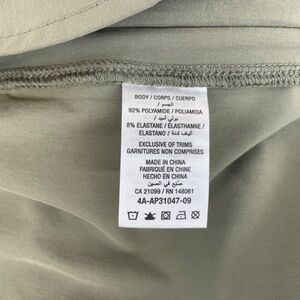 BODY / CORPS / CUERPO
/ الجسم
92% POLYAMIDE / POLIAMIDA
/ بولي أميد
8% ELASTANE / ÉLASTHANNE /
ELASTANO / ألياف لدنة
EXCLUSIVE OF TRIMS
GARNITURES NON COMPRISES
MADE IN CHINA
FABRIQUÉ EN CHINE
HECHO EN CHINA
صنع في الصين
CA 21099 / RN 148061
4A-AP31047-09